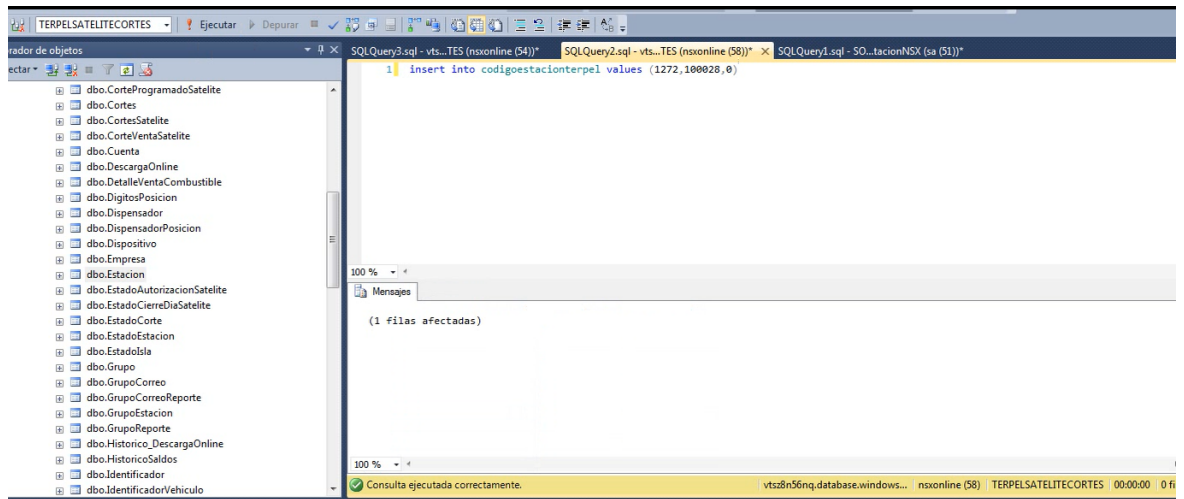 TERPELSATELITECORTES
Ejecutar
Depurar
rador de objetos
ectar
dbo.CorteProgramadoSatelite
dbo.Cortes
dbo.CortesSatelite
dbo.CorteVentaSatelite
dbo.Cuenta
dbo.DescargaOnline
dbo.DetalleVentaCombustible
dbo.DigitosPosicion
dbo.Dispensador
dbo.DispensadorPosicion
dbo.Dispositivo
dbo.Empresa
dbo.Estacion
dbo.EstadoAutorizacionSatelite
dbo.EstadoCierreDiaSatelite
dbo.EstadoCorte
dbo.EstadoEstacion
dbo.EstadoIsla
dbo.Grupo
dbo.GrupoCorreo
dbo.GrupoCorreoReporte
dbo.GrupoEstacion
dbo.GrupoReporte
dbo.Historico_DescargaOnline
dbo.HistoricoSaldos
dbo.Identificador
dbo.IdentificadorVehiculo
SQLQuery3.sql - vts...TES (nsxonline (54))*
SQLQuery2.sql - vts...TES (nsxonline (58))*
SQLQuery1.sql - SO...tacionNSX (sa (51))*
1 insert into codigoestacionterpel values (1272,100028,0)
100 %
Mensajes
(1 filas afectadas)
100 %
Consulta ejecutada correctamente.
vtsz8n56nq.database.windows... nsxonline (58) TERPELSATELITECORTES 00:00:00 0 fi